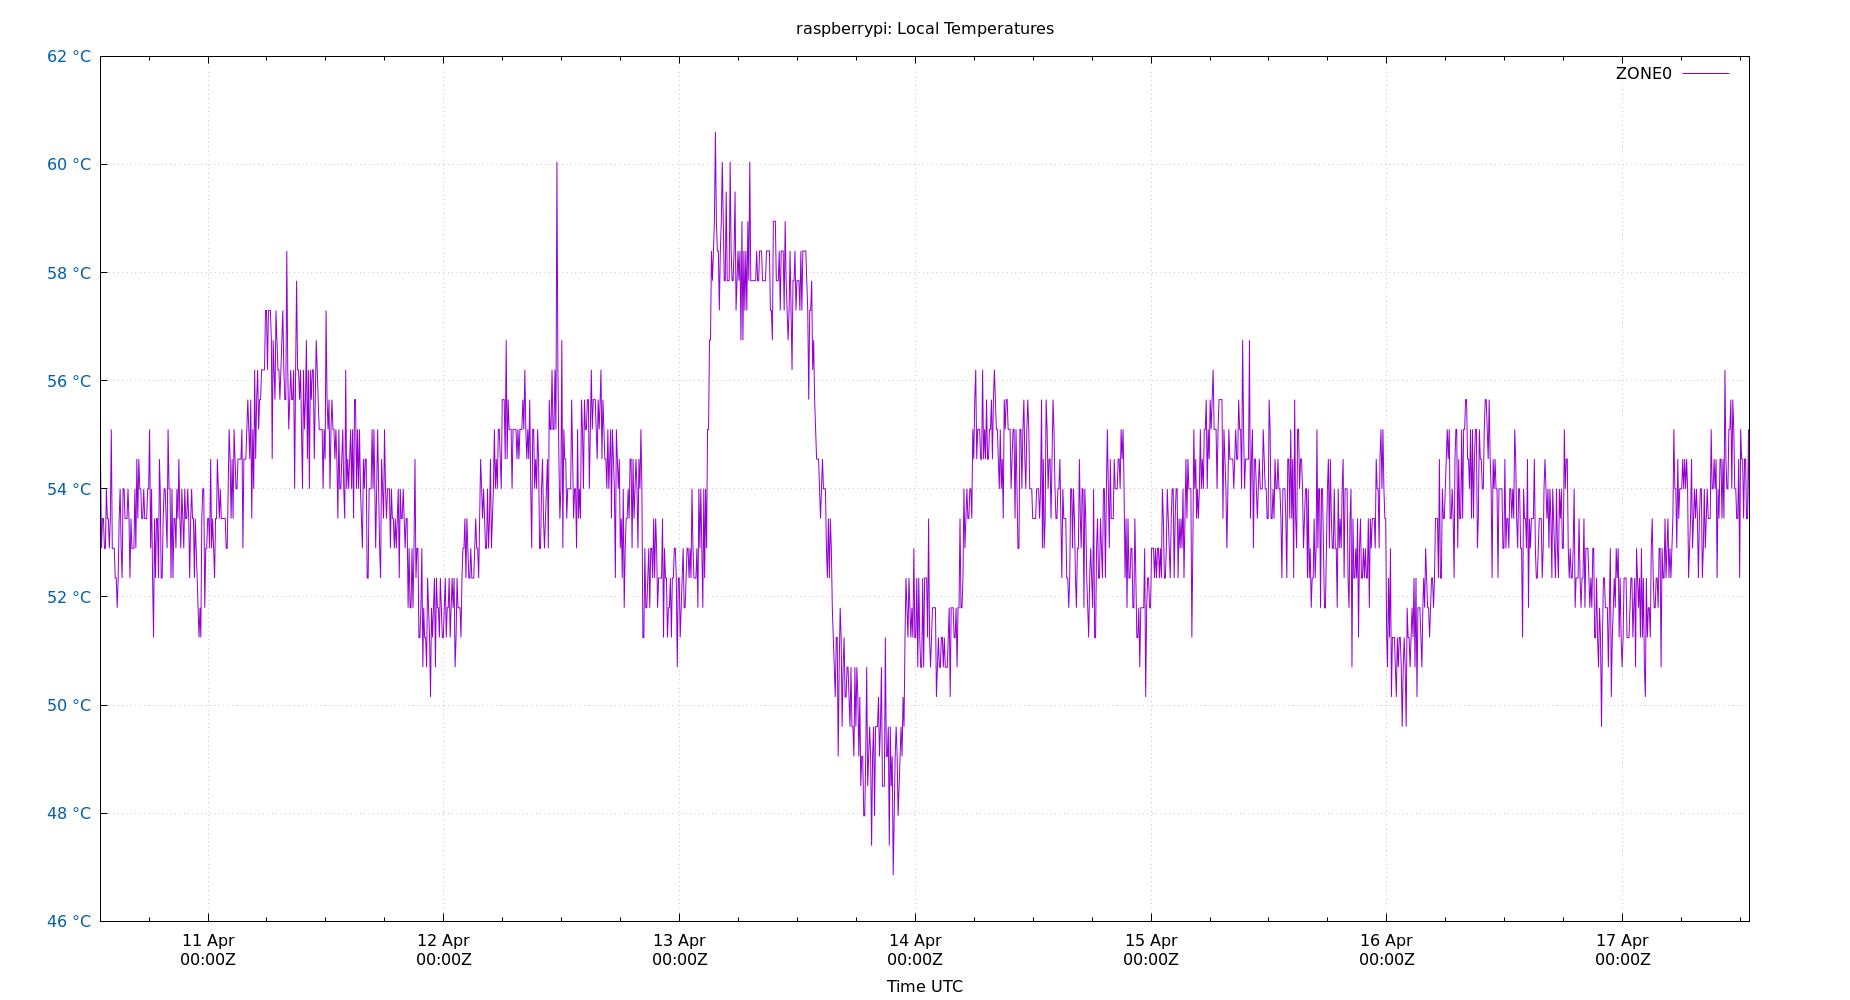 raspberrypi: Local Temperatures
62 °C
ZONE0
60 °C
58 °C
56 °C
54 °C
52 °C
50 °C
48 °C
46 °C
11 Apr 12 Apr 13 Apr 14 Apr 15 Apr 16 Apr 17 Apr
00:00Z 00:00Z 00:00Z 00:00Z 00:00Z 00:00Z 00:00Z
Time UTC